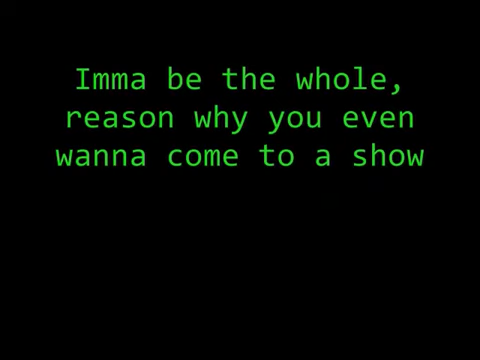 Imma be the whole,
reason why you even
wanna come to a show